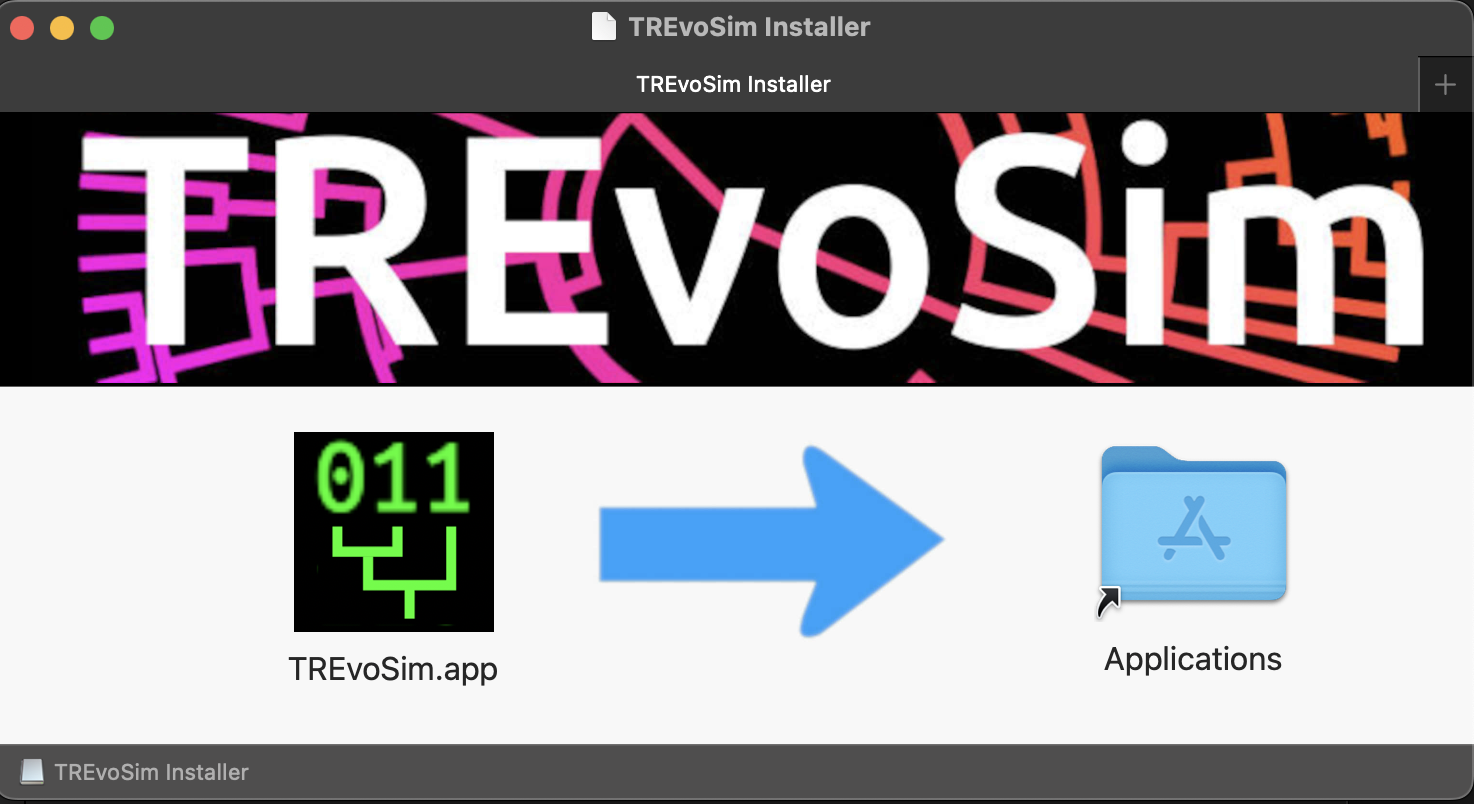 TREvoSim Installer
TREvoSim Installer
TREvoSim
011
TREvoSim.app
Applications
TREvoSim Installer